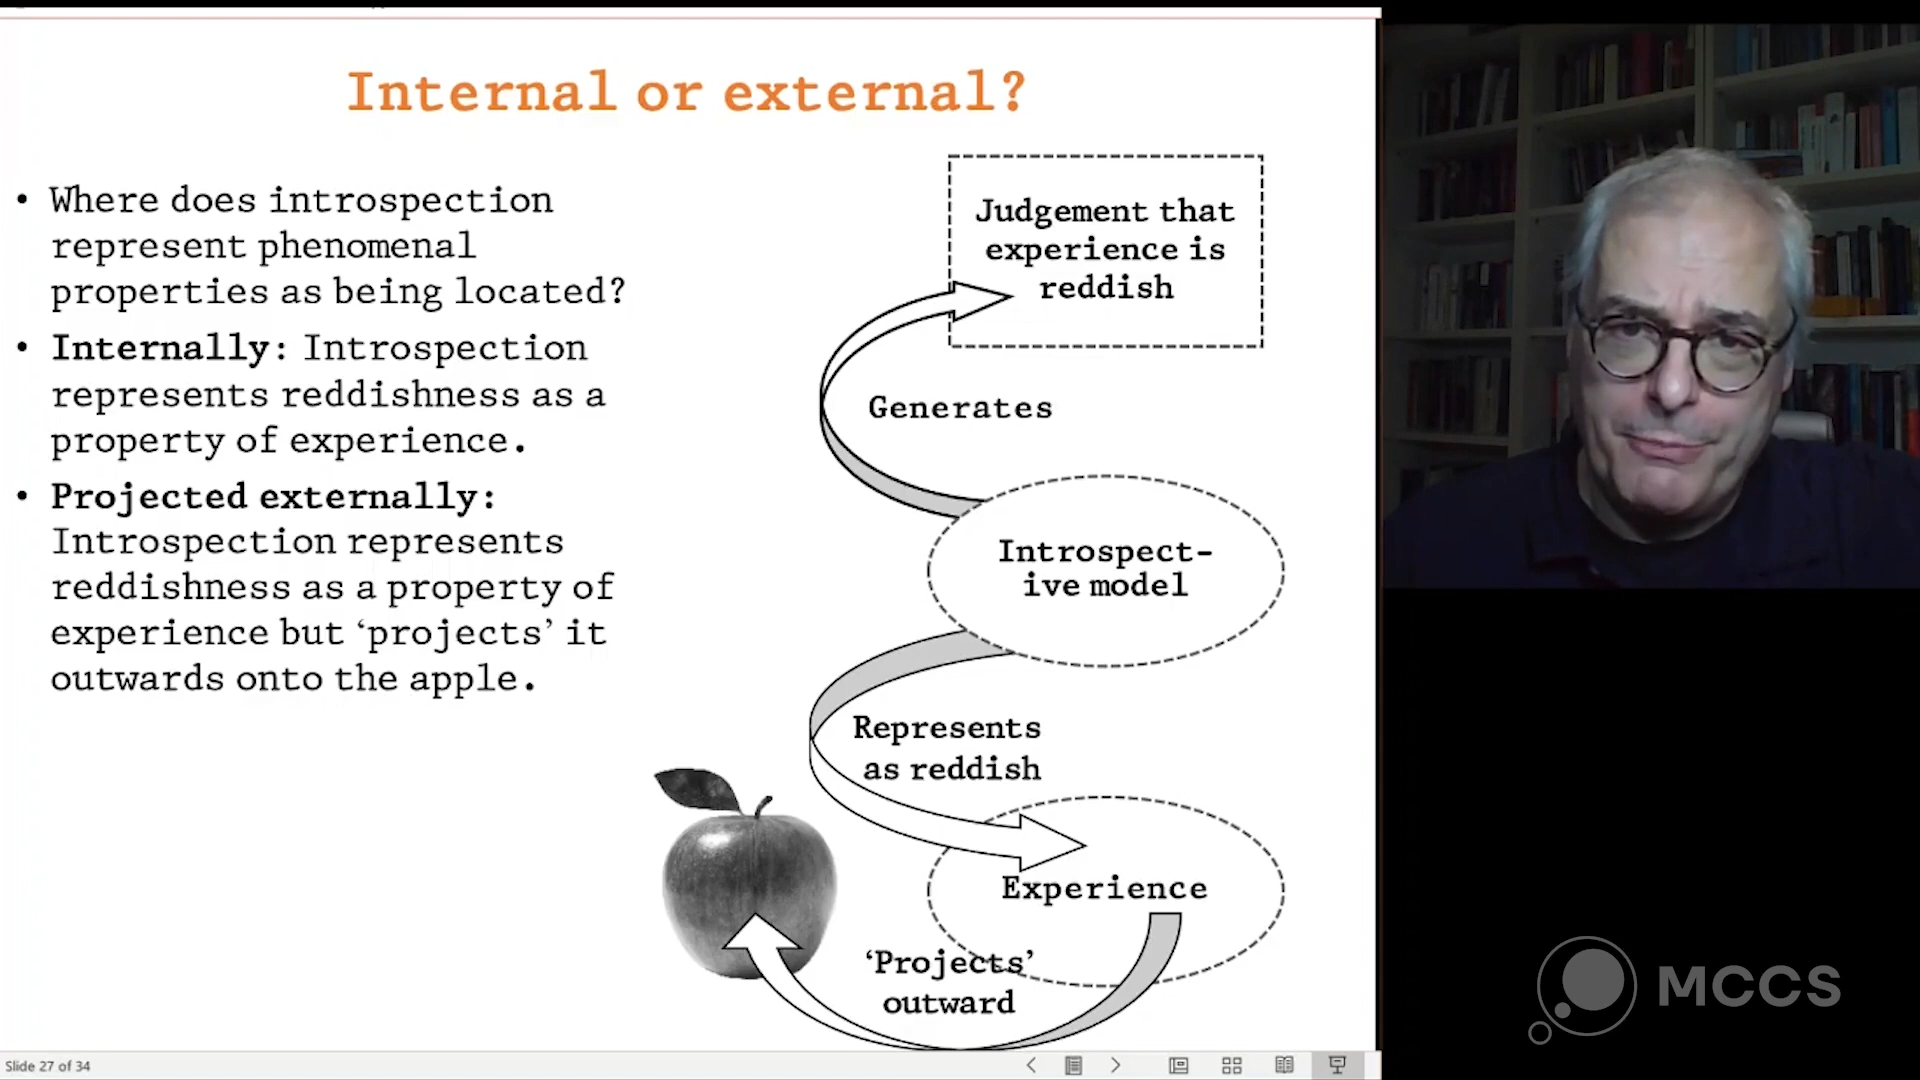 Internal or external?
• Where does introspection
represent phenomenal
properties as being located?
• Internally: Introspection
represents reddishness as a
property of experience.
• Projected externally:
Introspection represents
reddishness as a property of
experience but ‘projects’ it
outwards onto the apple.
Judgement that
experience is
reddish
Generates
Introspect-
ive model
Represents
as reddish
Experience
‘Projects’
outward
MCCS
Slide 27 of 34